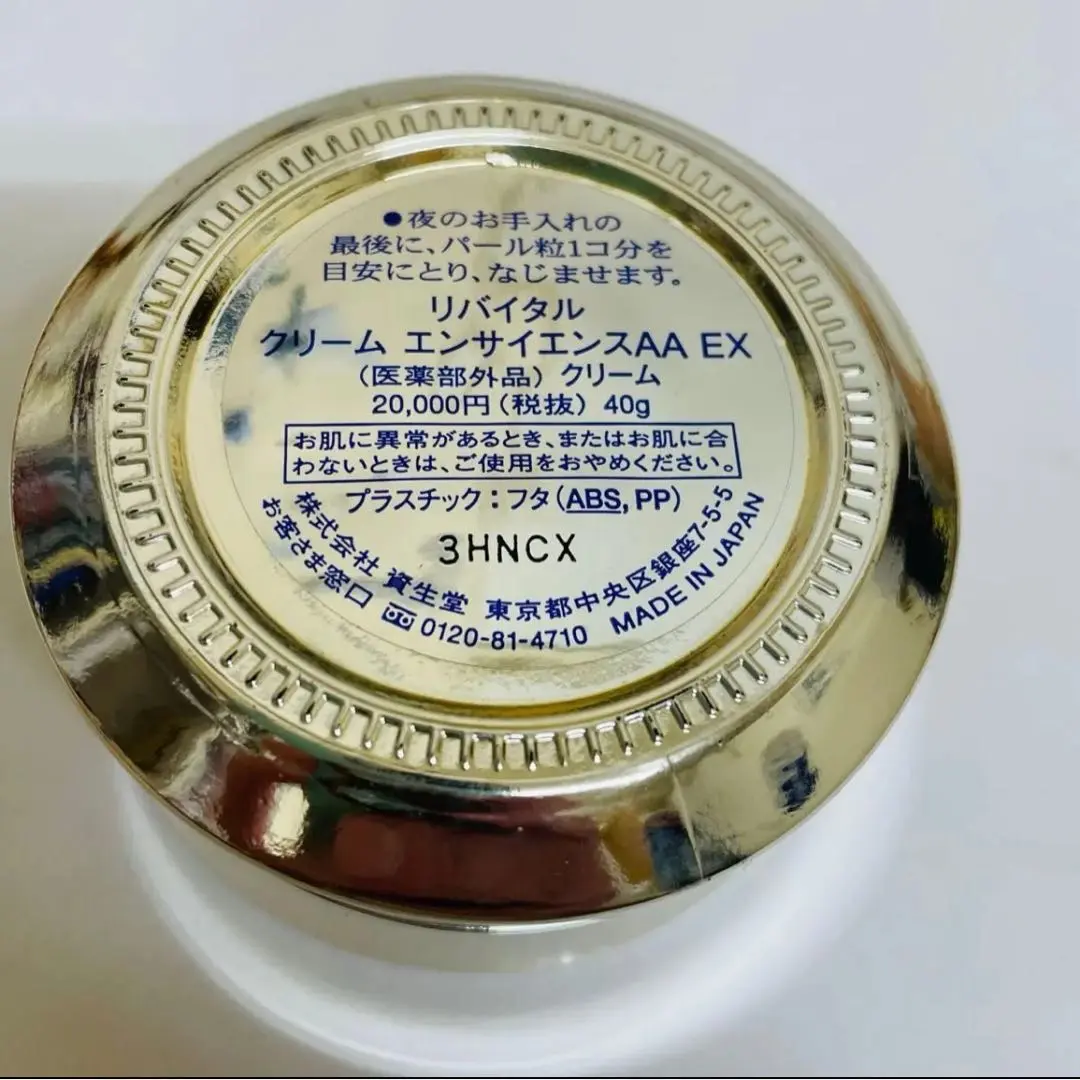 ●夜のお手入れの
最後に、パール粒1コ分を
目安にとり、なじませます。
リバイタル
クリーム エンサイエンスAA EX
（医薬部外品）クリーム
20,000円（税抜）40g
お肌に異常があるとき、またはお肌に合
わないときは、ご使用をおやめください。
プラスチック：フタ(ABS, PP)
3HNCX
株式会社 資生堂 東京都中央区銀座7-5-5
お客さま窓口 0120-81-4710 MADE IN JAPAN